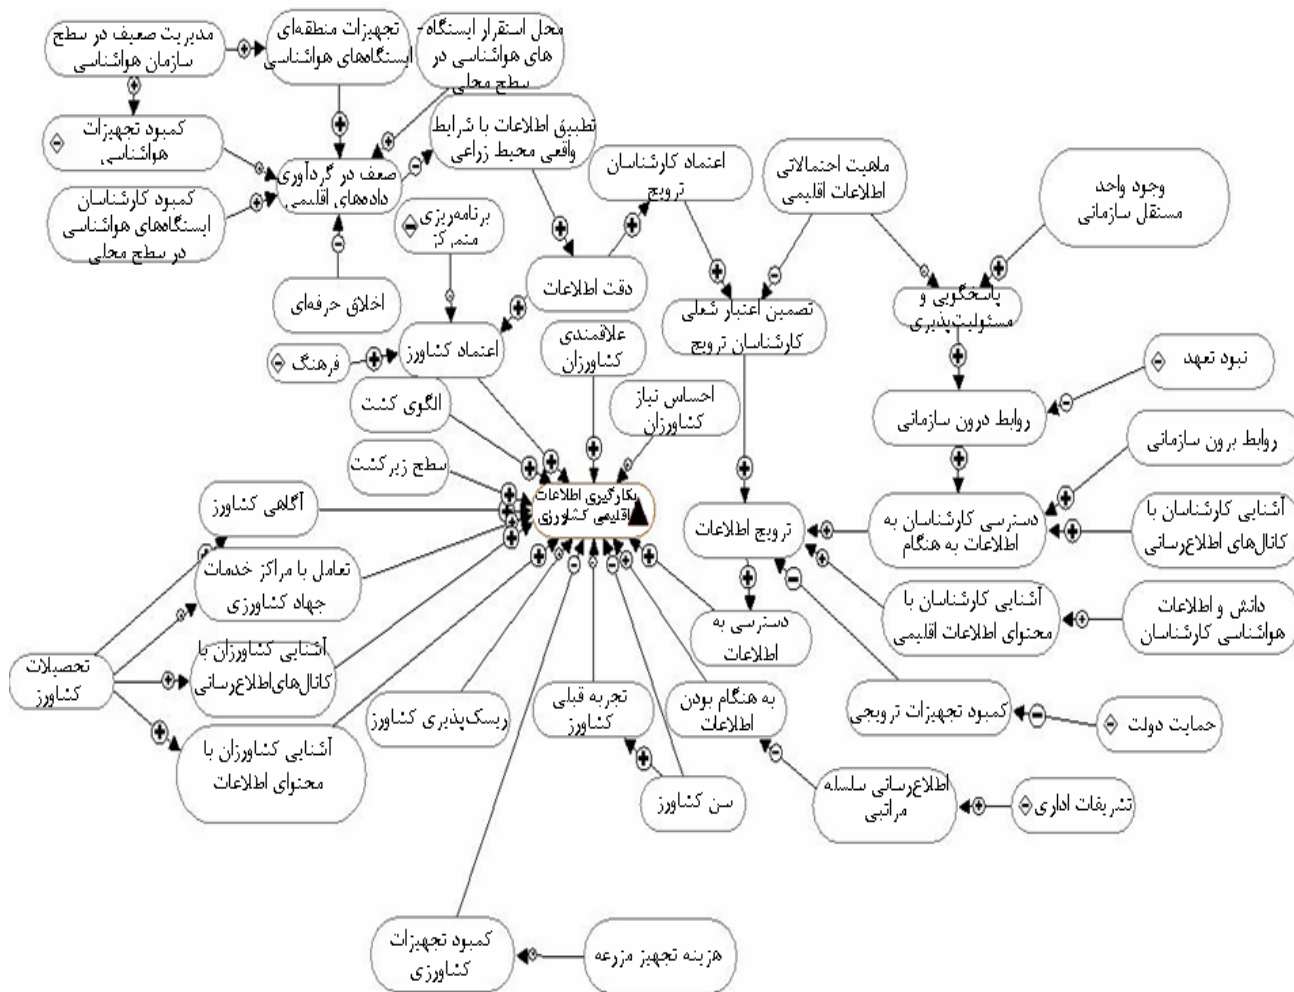 مدیریت ضعیف در سطح
سازمان هواشناسی
تجهیزات منطقه‌ای
ایستگاه‌های هواشناسی
محل استقرار ایستگاه-
های هواشناسی در
سطح محلی
کمبود تجهیزات
هواشناسی
ضعف در گردآوری
داده‌های اقلیمی
تطبیق اطلاعات با شرایط
واقعی محیط زراعی
اعتماد کارشناسان
ترویج
ماهیت احتمالاتی
اطلاعات اقلیمی
وجود واحد
مستقل سازمانی
کمبود کارشناسان
ایستگاه‌های هواشناسی
در سطح محلی
برنامه‌ریزی
متمرکز
اخلاق حرفه‌ای
دقت اطلاعات
تضمین اعتبار شغلی
کارشناسان ترویج
پاسخگویی و
مسئولیت‌پذیری
فرهنگ
اعتماد کشاورز
علاقمندی
کشاورزان
نبود تعهد
الگوی کشت
احساس نیاز
کشاورزان
روابط درون سازمانی
روابط برون سازمانی
سطح زیرکشت
آگاهی کشاورز
بکارگیری اطلاعات
اقلیمی کشاورزی
ترویج اطلاعات
دسترسی کارشناسان به
اطلاعات به هنگام
آشنایی کارشناسان با
کانال‌های اطلاع‌رسانی
تعامل با مراکز خدمات
جهاد کشاورزی
دسترسی به
اطلاعات
آشنایی کارشناسان با
محتوای اطلاعات اقلیمی
دانش و اطلاعات
هواشناسی کارشناسان
تحصیلات
کشاورز
آشنایی کشاورزان با
کانال‌های اطلاع‌رسانی
ریسک‌پذیری کشاورز
تجربه قبلی
کشاورز
به هنگام بودن
اطلاعات
کمبود تجهیزات ترویجی
حمایت دولت
آشنایی کشاورزان با
محتوای اطلاعات
سن کشاورز
اطلاع‌رسانی سلسله
مراتبی
تشریفات اداری
کمبود تجهیزات
کشاورزی
هزینه تجهیز مزرعه